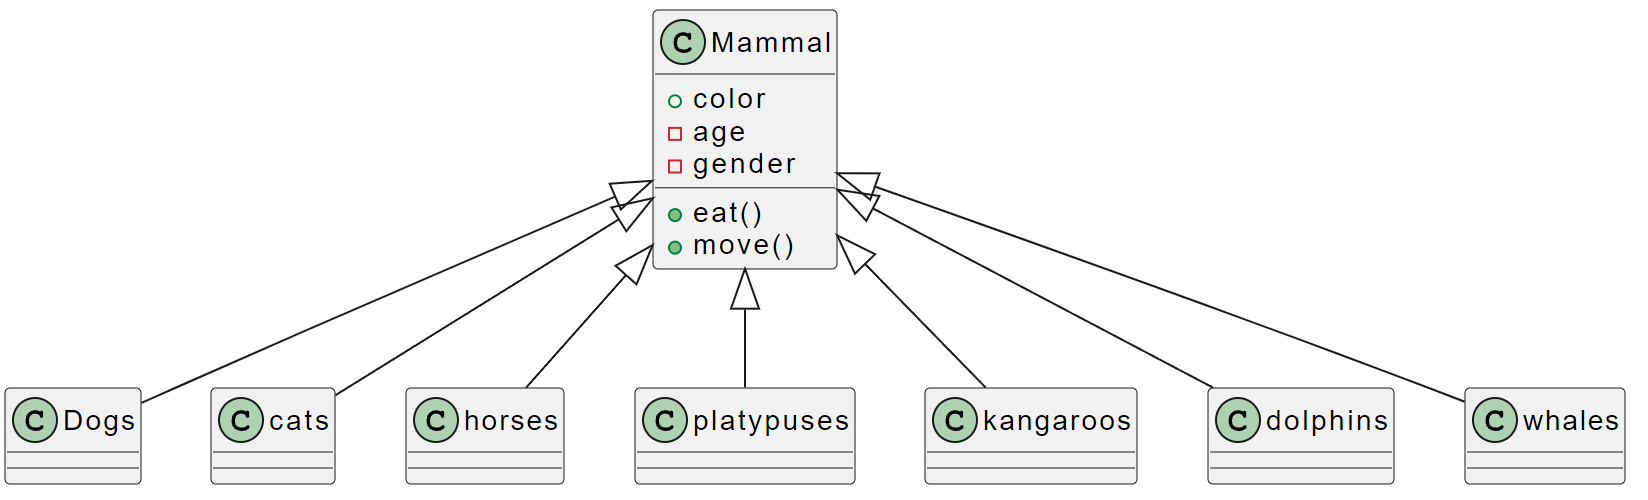 C Mammal
color
age
gender
eat()
move()
C Dogs
C cats
C horses
C platypuses
C kangaroos
C dolphins
C whales